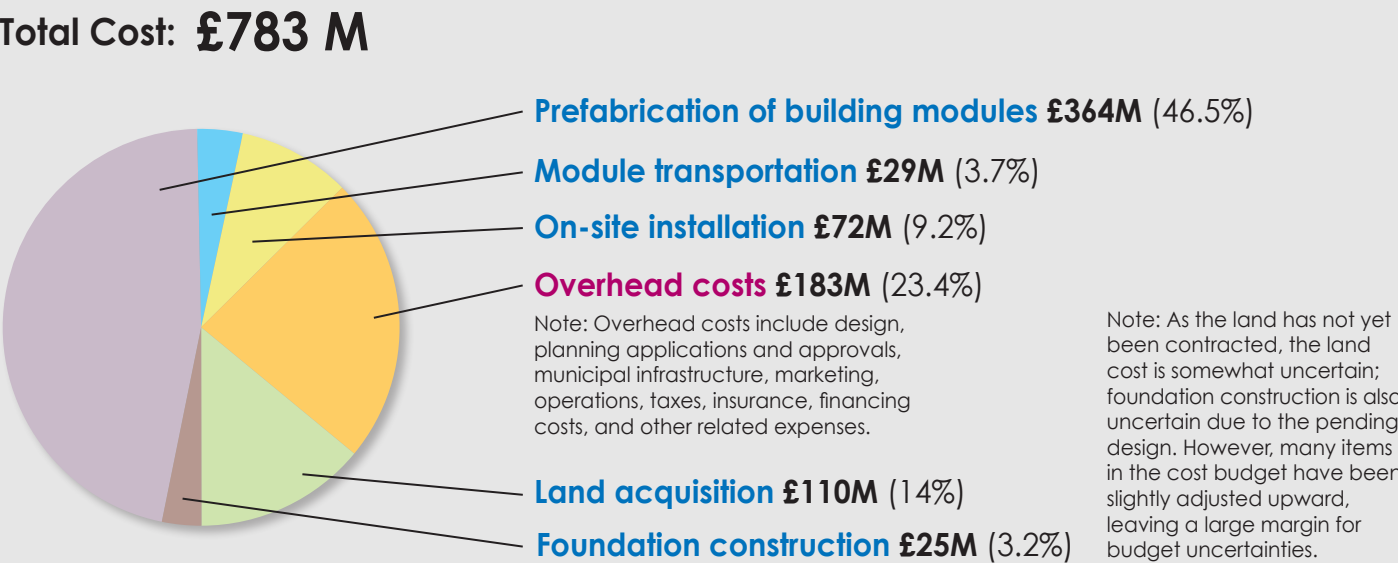 Total Cost: £783 M
Prefabrication of building modules £364M (46.5%)
Module transportation £29M (3.7%)
On-site installation £72M (9.2%)
Overhead costs £183M (23.4%)
Note: Overhead costs include design,
planning applications and approvals,
municipal infrastructure, marketing,
operations, taxes, insurance, financing
costs, and other related expenses.
Land acquisition £110M (14%)
Foundation construction £25M (3.2%)
Note: As the land has not yet
been contracted, the land
cost is somewhat uncertain;
foundation construction is also
uncertain due to the pending
design. However, many items
in the cost budget have been
slightly adjusted upward,
leaving a large margin for
budget uncertainties.